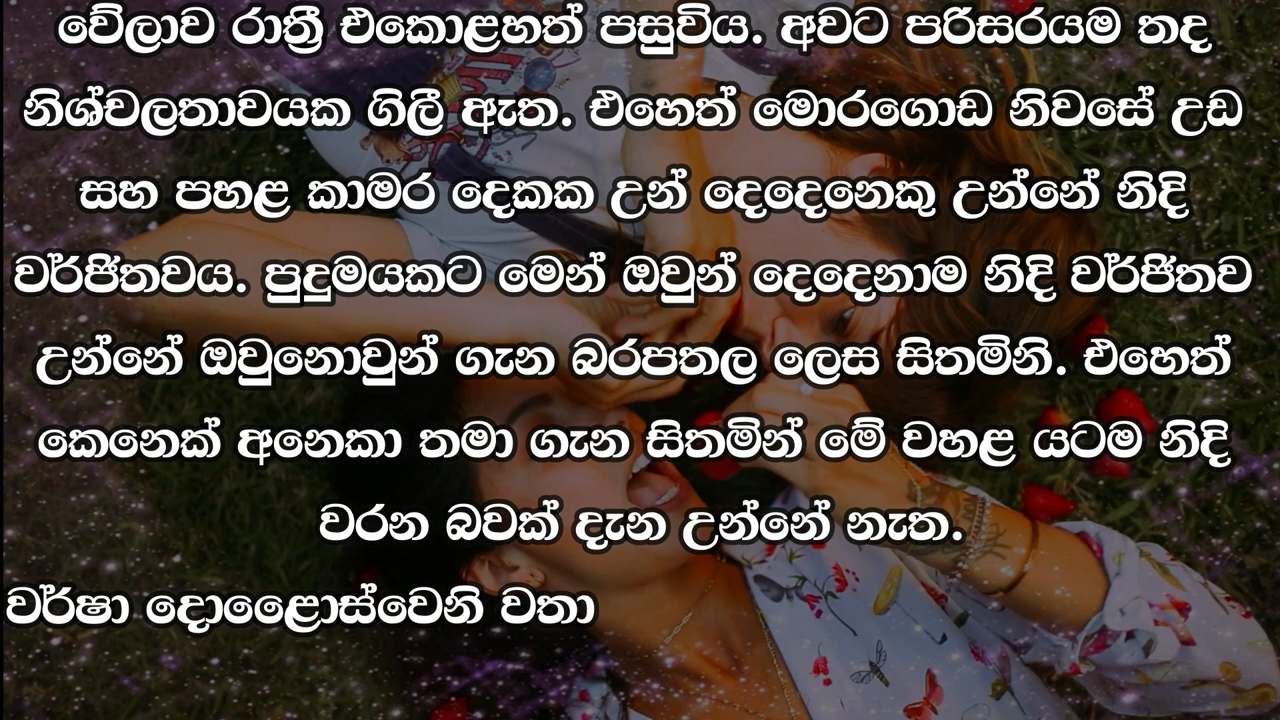 වේලාව රාත්‍රී එකොළහත් පසුවිය. අවට පරිසරයම තද
නිශ්චලතාවයක ගිලී ඇත. එහෙත් මොරගොඩ නිවසේ උඩ
සහ පහළ කාමර දෙකක උන් දෙදෙනෙකු උන්නේ නිදි
වර්ජිතවය. පුදුමයකට මෙන් ඔවුන් දෙදෙනාම නිදි වර්ජිතව
උන්නේ ඔවුනොවුන් ගැන බරපතල ලෙස සිතමිනි. එහෙත්
කෙනෙක් අනෙකා තමා ගැන සිතමින් මේ වහළ යටම නිදි
වරන බවක් දැන උන්නේ නැත.
වර්ෂා දොළෛාස්වෙනි වතා